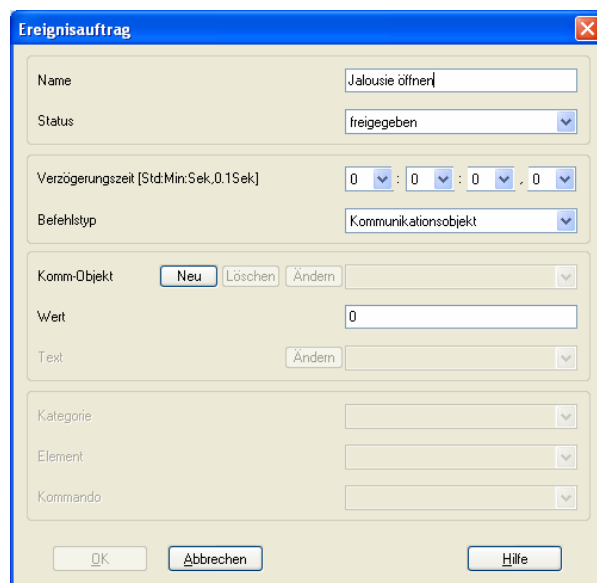 Ereignisauftrag
Name Jalousie öffnen
Status freigegeben
Verzögerungszeit [Std:Min:Sek,0.1Sek] 0 : 0 : 0 , 0
Befehlstyp Kommunikationsobjekt
Komm-Objekt Neu Löschen Ändern
Wert 0
Text Ändern
Kategorie
Element
Kommando
OK Abbrechen Hilfe